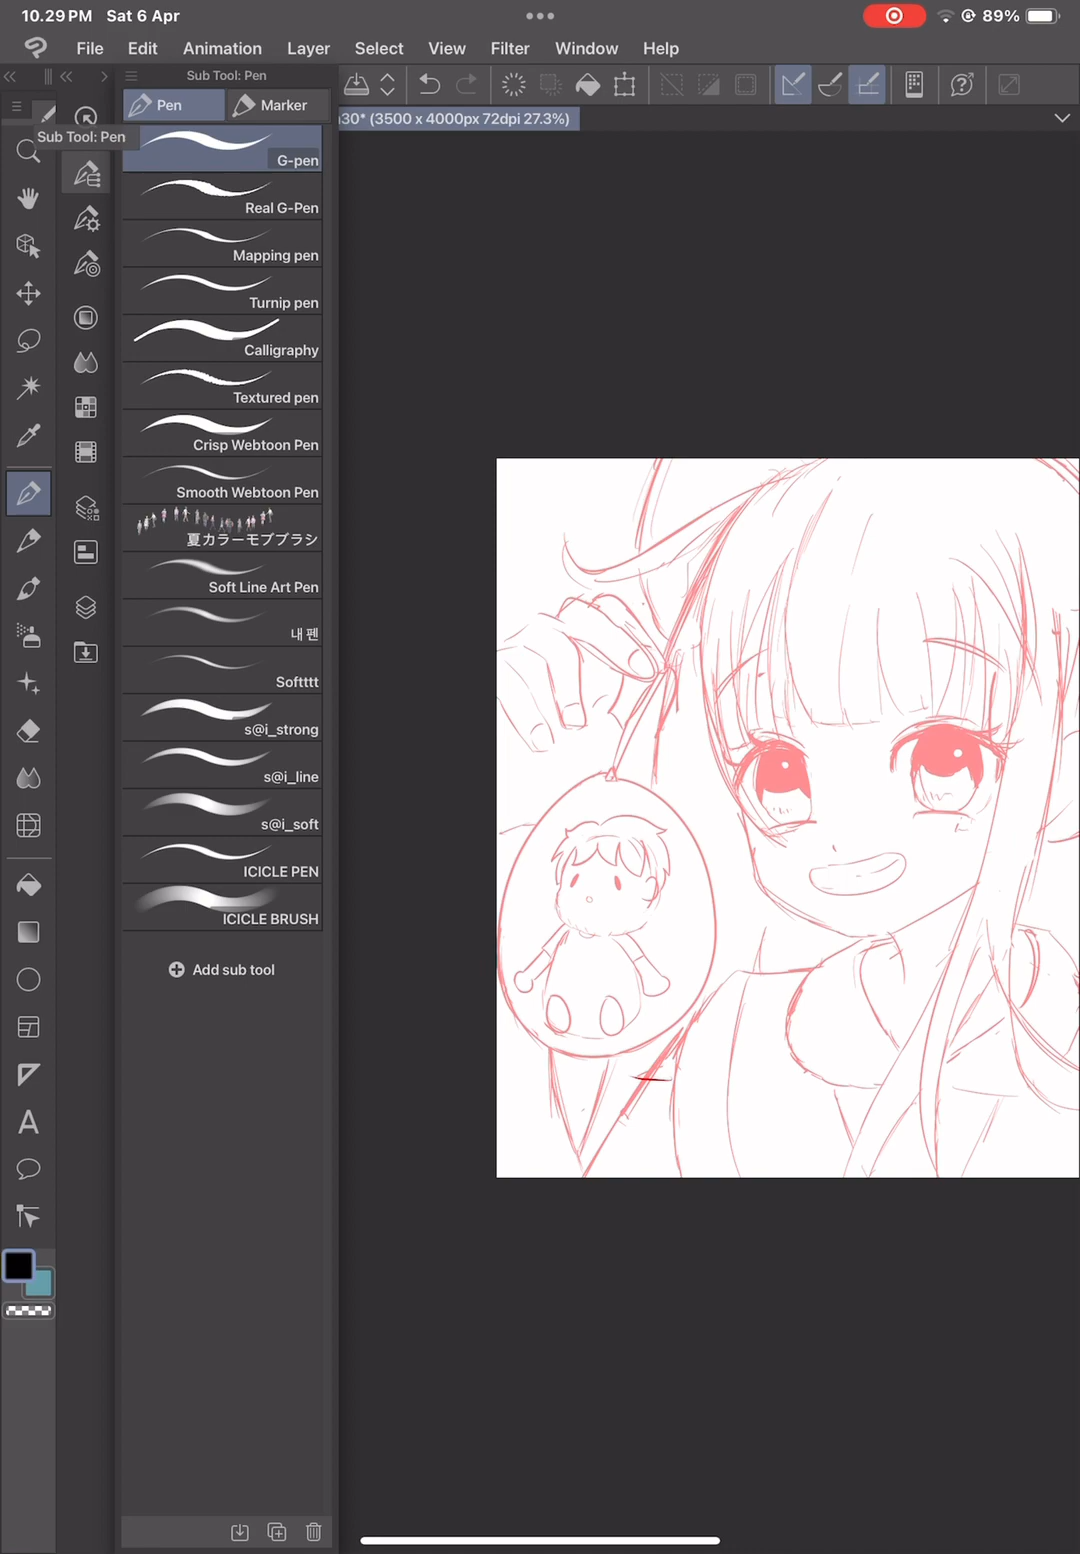 10.29 PM Sat 6 Apr
89%
File Edit Animation Layer Select View Filter Window Help
Sub Tool: Pen
Pen Marker
30* (3500 x 4000px 72dpi 27.3%)
Sub Tool: Pen
G-pen
Real G-Pen
Mapping pen
Turnip pen
Calligraphy
Textured pen
Crisp Webtoon Pen
Smooth Webtoon Pen
夏カラーモブブラシ
Soft Line Art Pen
내 펜
Softttt
s@i_strong
s@i_line
s@i_soft
ICICLE PEN
ICICLE BRUSH
Add sub tool